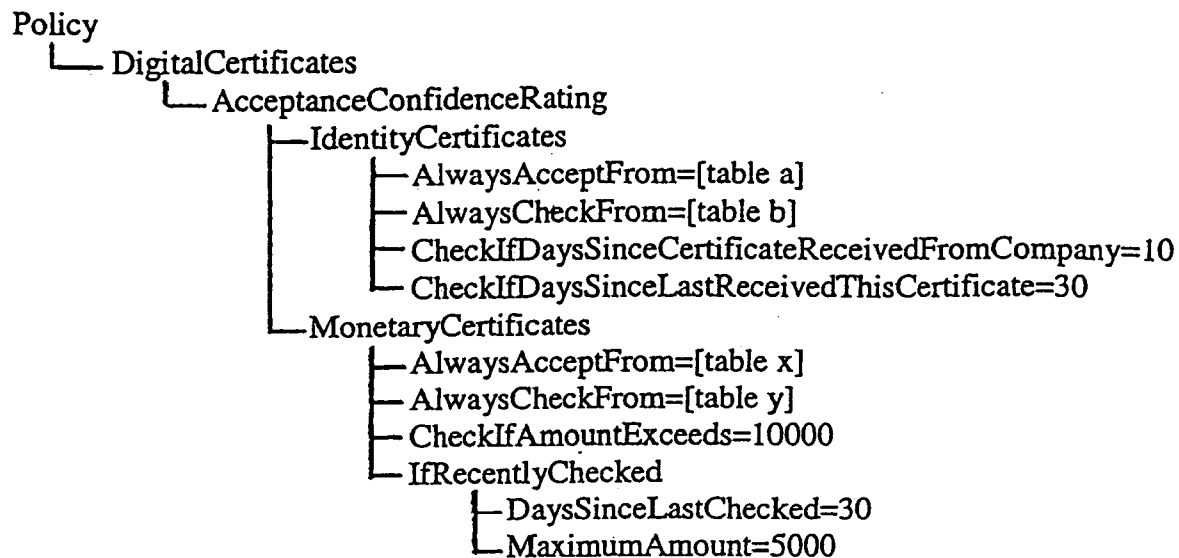 Policy
DigitalCertificates
AcceptanceConfidenceRating
IdentityCertificates
AlwaysAcceptFrom=[table a]
AlwaysCheckFrom=[table b]
CheckIfDaysSinceCertificateReceivedFromCompany=10
CheckIfDaysSinceLastReceivedThisCertificate=30
MonetaryCertificates
AlwaysAcceptFrom=[table x]
AlwaysCheckFrom=[table y]
CheckIfAmountExceeds=10000
IfRecentlyChecked
DaysSinceLastChecked=30
MaximumAmount=5000